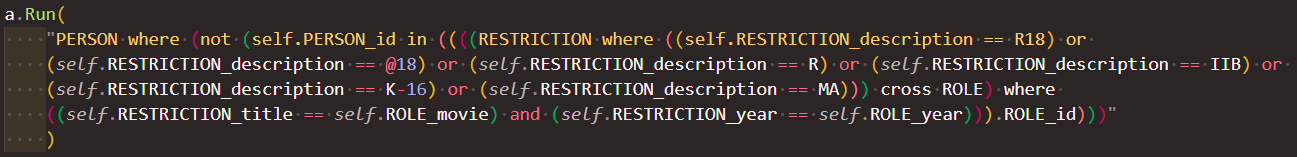 a.Run(
"PERSON where (not (self.PERSON_id in ((((RESTRICTION where ((self.RESTRICTION_description == R18) or
(self.RESTRICTION_description == @18) or (self.RESTRICTION_description == R) or (self.RESTRICTION_description == IIB) or
(self.RESTRICTION_description == K-16) or (self.RESTRICTION_description == MA))) cross ROLE) where
((self.RESTRICTION_title == self.ROLE_movie) and (self.RESTRICTION_year == self.ROLE_year))).ROLE_id)))"
)